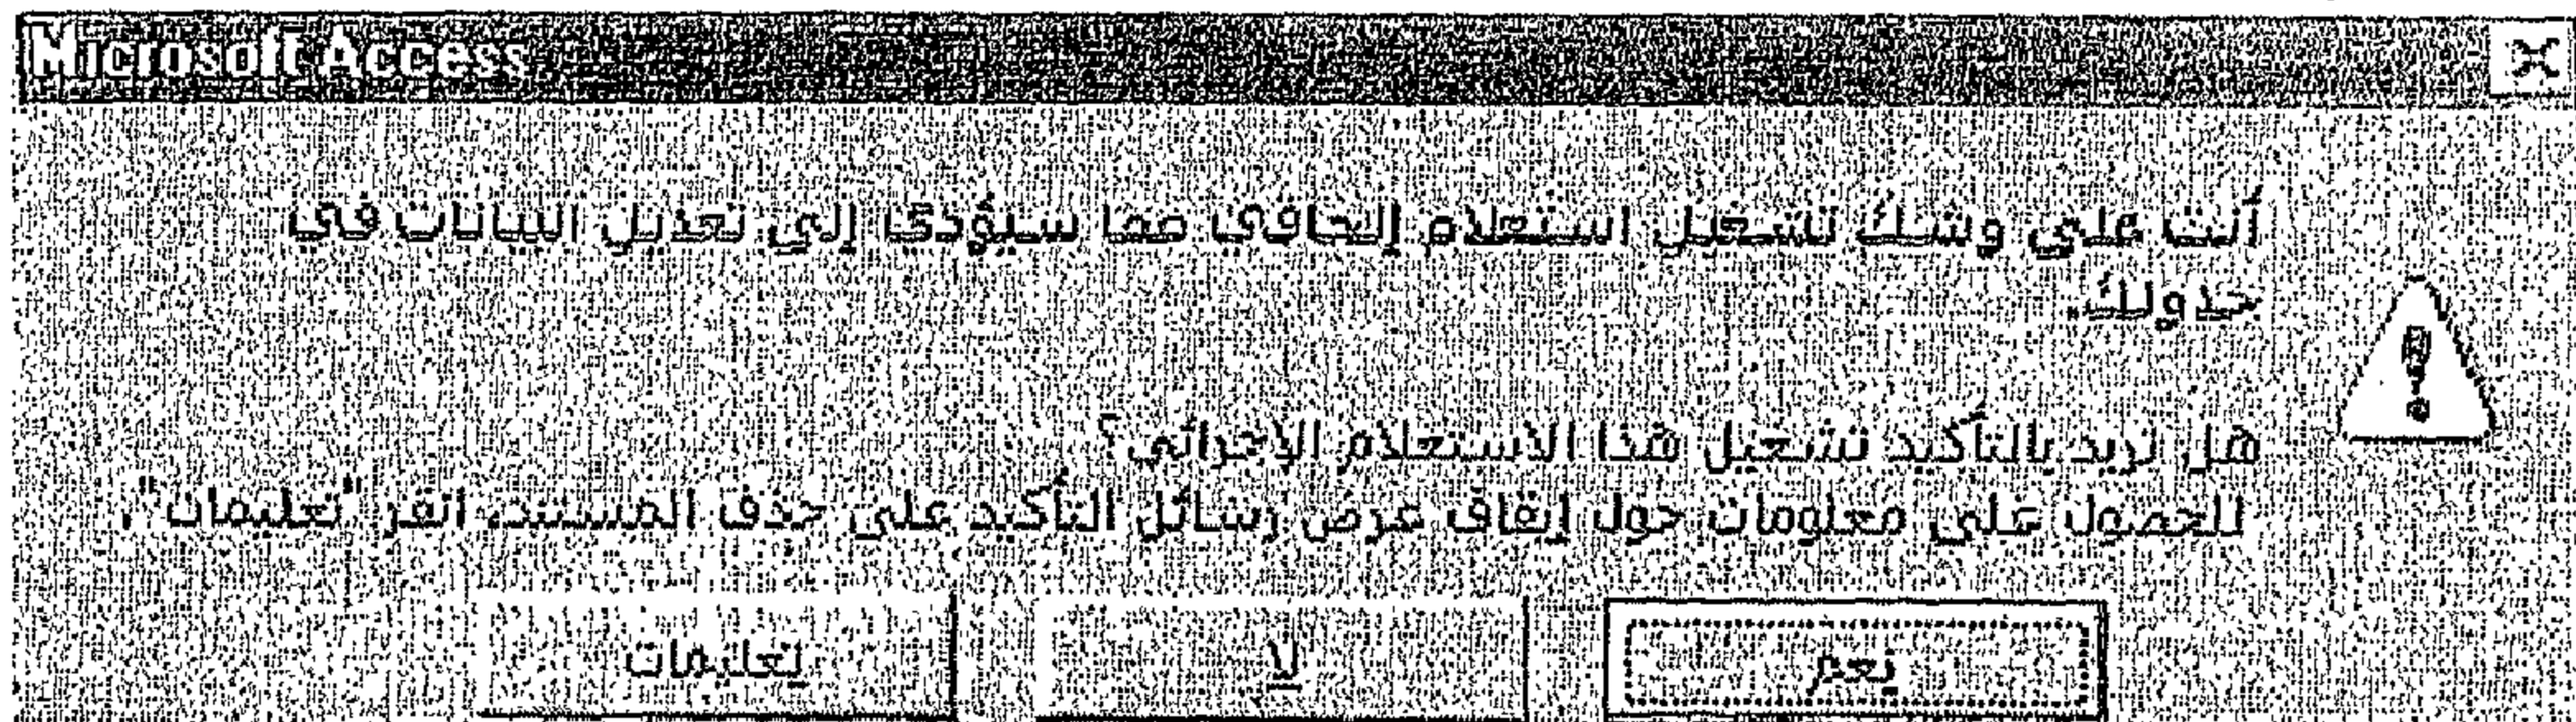 Microsoft Access
أنت على وشك تشغيل استعلام إلحاقي مما سيؤدي إلى تعديل البيانات في
جدولك.
هل تريد بالتأكيد تشغيل هذا الاستعلام الإجرائي؟
للحصول على معلومات حول إيقاف عرض رسائل التأكيد على حذف المستند، انقر "تعليمات".
نعم
لا
تعليمات